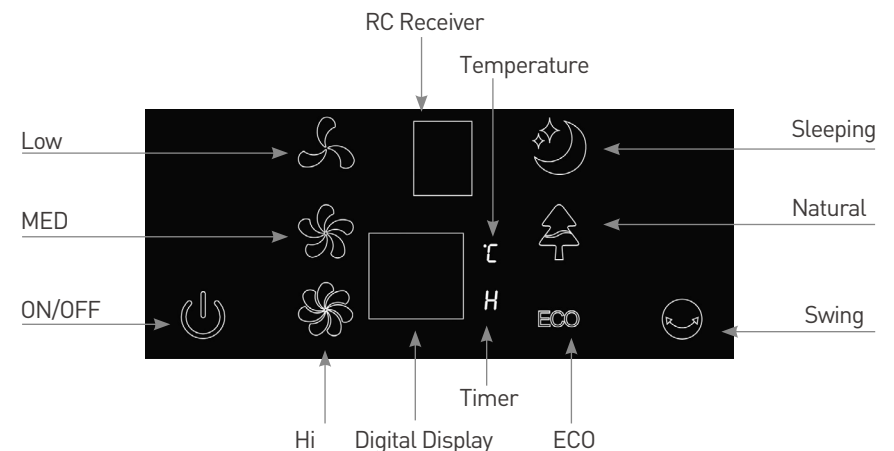 RC Receiver
Temperature
Low
Sleeping
MED
Natural
°C
ON/OFF
H
ECO
Swing
Timer
Hi
Digital Display
ECO